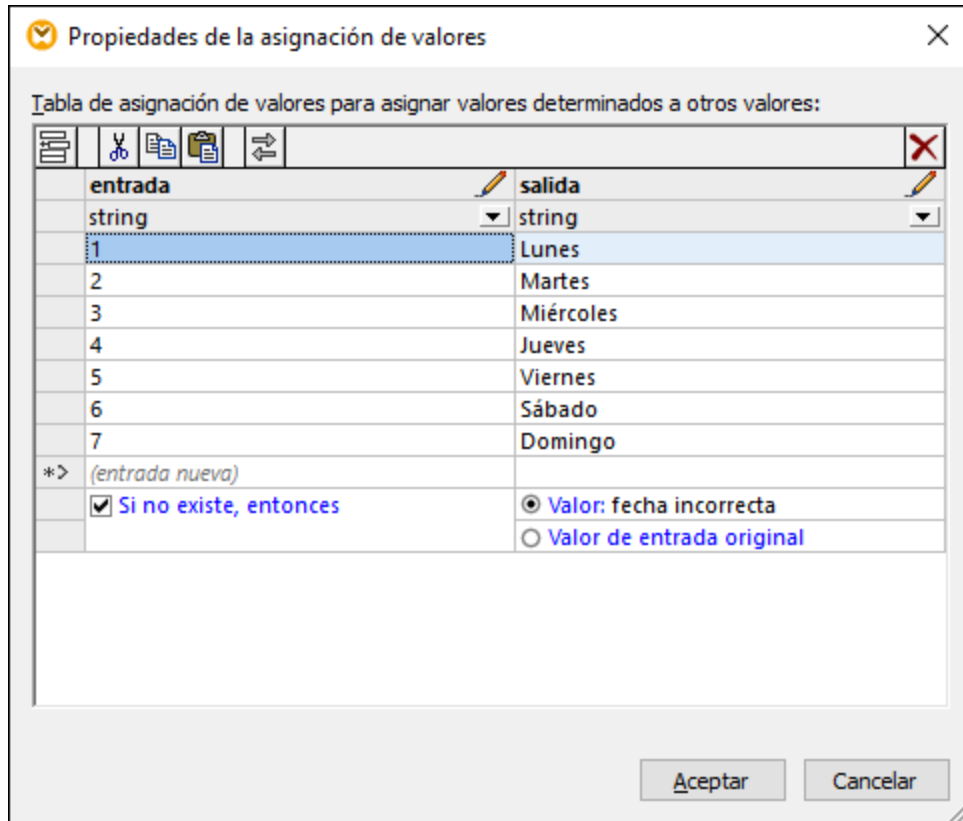 Propiedades de la asignación de valores
Tabla de asignación de valores para asignar valores determinados a otros valores:
entrada salida
string string
1 Lunes
2 Martes
3 Miércoles
4 Jueves
5 Viernes
6 Sábado
7 Domingo
(entrada nueva)
Si no existe, entonces Valor: fecha incorrecta
Valor de entrada original
Aceptar Cancelar